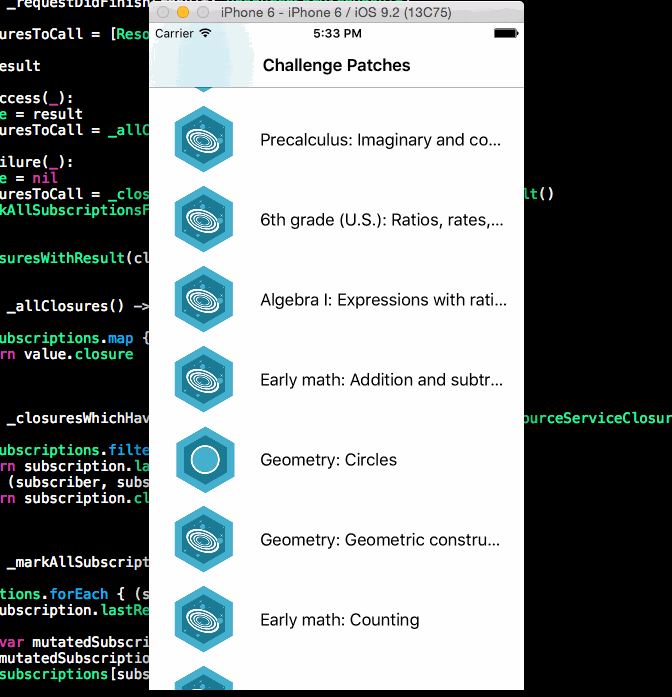 _requestDidFinish
iPhone 6 - iPhone 6 / iOS 9.2 (13C75)
Carrier
5:33 PM
Challenge Patches
Precalculus: Imaginary and co...
6th grade (U.S.): Ratios, rates,...
Algebra I: Expressions with rati...
Early math: Addition and subtr...
Geometry: Circles
Geometry: Geometric constru...
Early math: Counting
uresToCall = [Reso
esult
ccess(_):
e = result
uresToCall = _allC
ilure(_):
e = nil
uresToCall = _clos
lt()
kAllSubscriptionsF
suresWithResult(cl
_allClosures() ->
ubscriptions.map {
rn value.closure
_closuresWhichHav
ourceServiceClosur
ubscriptions.filte
rn subscription.la
(subscriber, subs
rn subscription.cl
_markAllSubscript
tions.forEach { (s
ubscription.lastRe
var mutatedSubscri
mutatedSubscriptio
subscriptions[subs